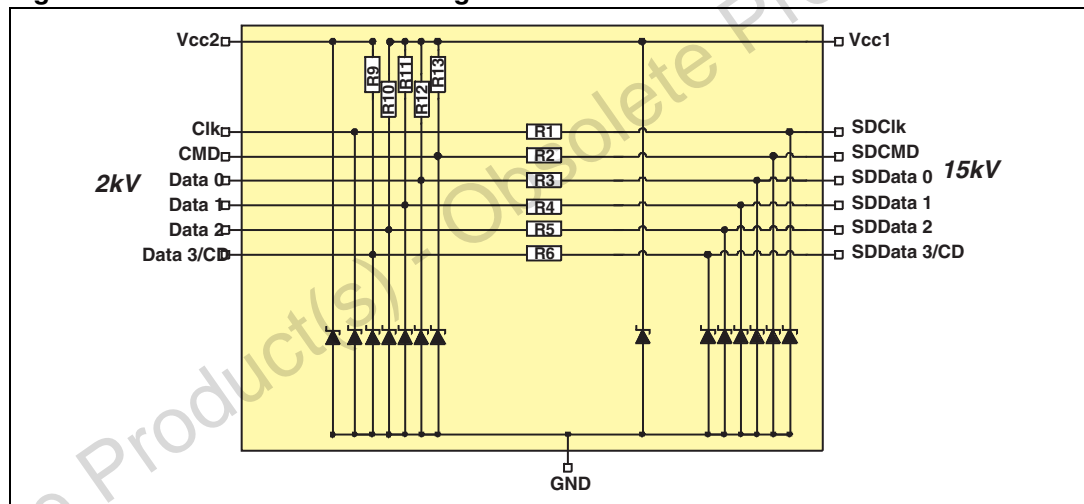 Vcc2
Vcc1
R9
R10
R11
R12
R13
Clk
R1
SDClk
CMD
R2
SDCMD
2kV
Data 0
R3
SDData 0
15kV
Data 1
R4
SDData 1
Data 2
R5
SDData 2
Data 3/CD
R6
SDData 3/CD
GND
Product(s) - Obsolete Pro